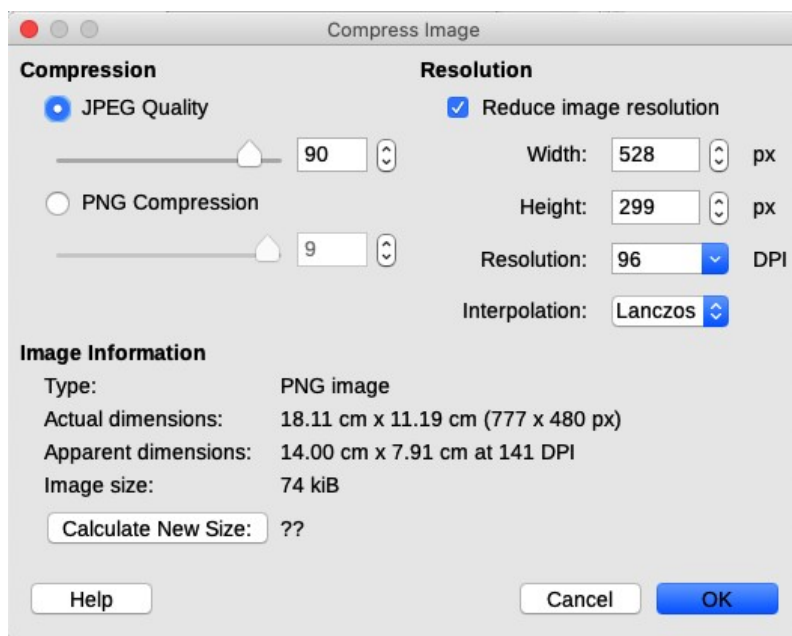 Compress Image
Compression
JPEG Quality
90
PNG Compression
9
Resolution
Reduce image resolution
Width: 528 px
Height: 299 px
Resolution: 96 DPI
Interpolation: Lanczos
Image Information
Type: PNG image
Actual dimensions: 18.11 cm x 11.19 cm (777 x 480 px)
Apparent dimensions: 14.00 cm x 7.91 cm at 141 DPI
Image size: 74 kiB
Calculate New Size: ??
Help Cancel OK